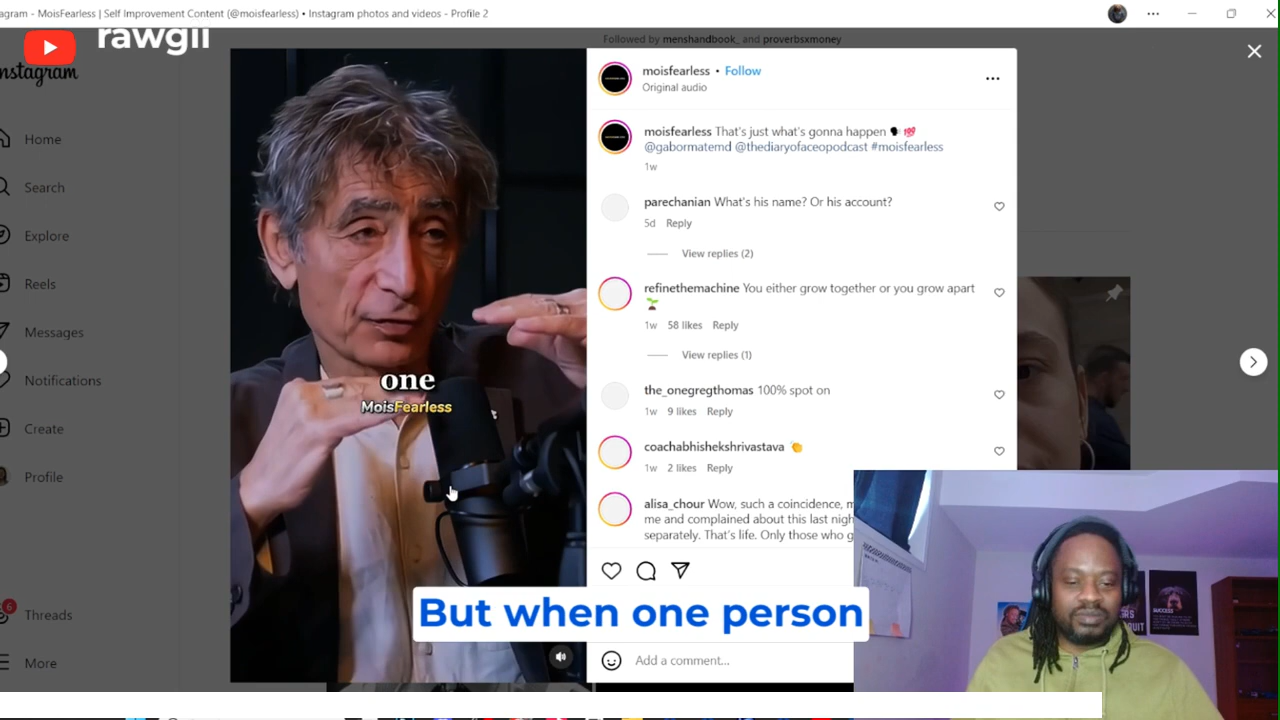 agram - MoisFearless | Self Improvement Content (@moisfearless) • Instagram photos and videos - Profile 2
rawgii
nstagram
Followed by menshandbook_ and proverbsxmoney
Home
Search
Explore
Reels
Messages
Notifications
Create
Profile
6
Threads
More
one
MoisFearless
moisfearless • Follow
Original audio
moisfearless That's just what's gonna happen 🗣💯
@gabormatemd @thediaryofaceopodcast #moisfearless
1w
parechanian What's his name? Or his account?
5d Reply
View replies (2)
refinethemachine You either grow together or you grow apart
🌱
1w 58 likes Reply
View replies (1)
the_onegregthomas 100% spot on
1w 9 likes Reply
coachabhishekshrivastava 👏
1w 2 likes Reply
alisa_chour Wow, such a coincidence, m
me and complained about this last nigh
separately. That's life. Only those who g
Add a comment...
But when one person
SUCCESS